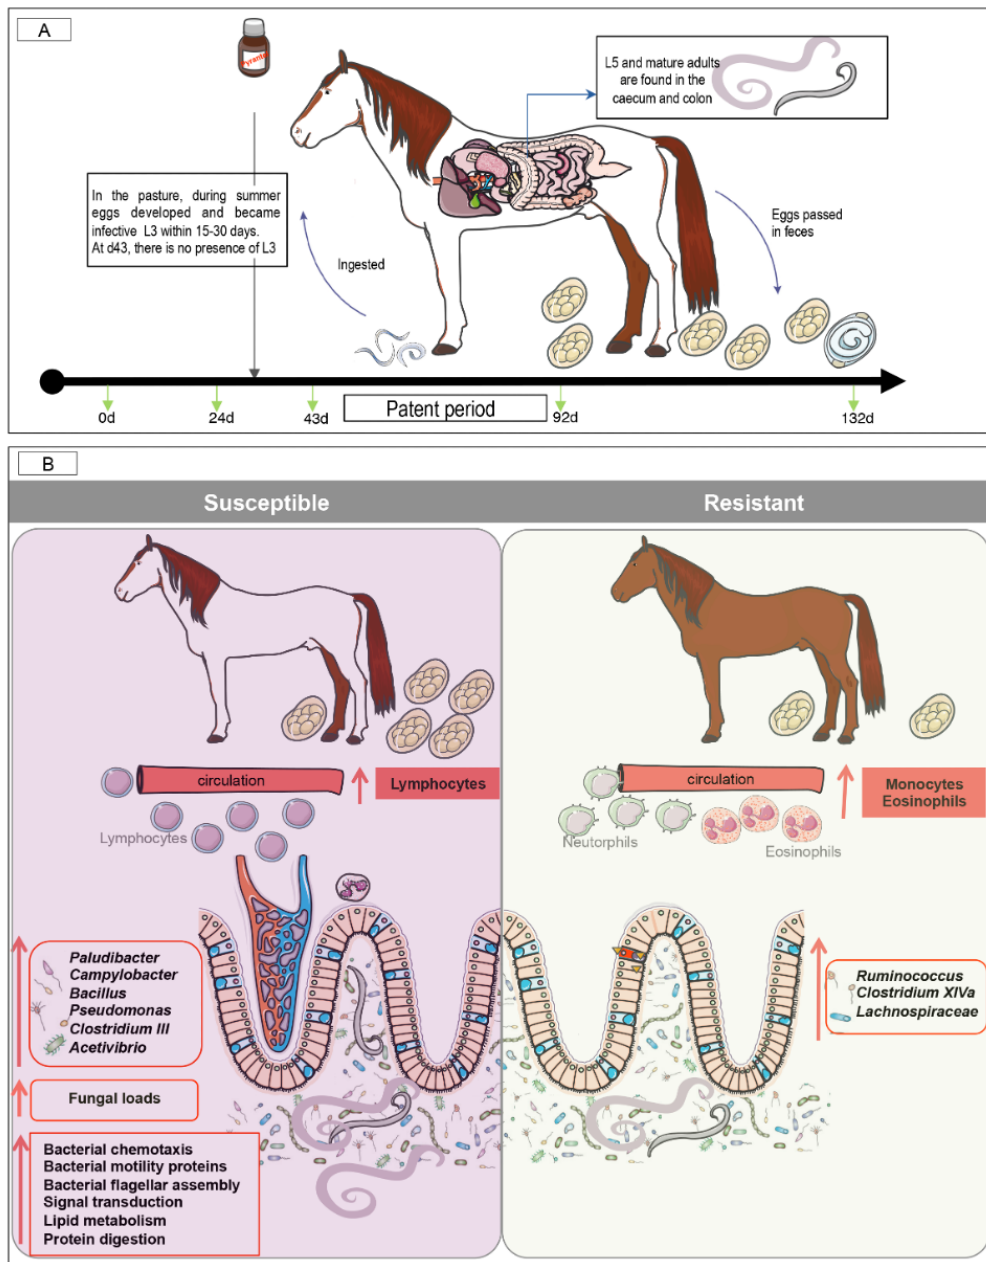 A
Pyrantel
L5 and mature adults
are found in the
caecum and colon
In the pasture, during summer
eggs developed and became
infective L3 within 15-30 days.
At d43, there is no presence of L3
Ingested
Eggs passed
in feces
0d
24d
43d
Patent period
92d
132d
B
Susceptible
Resistant
circulation
Lymphocytes
Lymphocytes
circulation
Monocytes
Eosinophils
Neutorphils
Eosinophils
Paludibacter
Campylobacter
Bacillus
Pseudomonas
Clostridium III
Acetivibrio
Ruminococcus
Clostridium XIVa
Lachnospiraceae
Fungal loads
Bacterial chemotaxis
Bacterial motility proteins
Bacterial flagellar assembly
Signal transduction
Lipid metabolism
Protein digestion